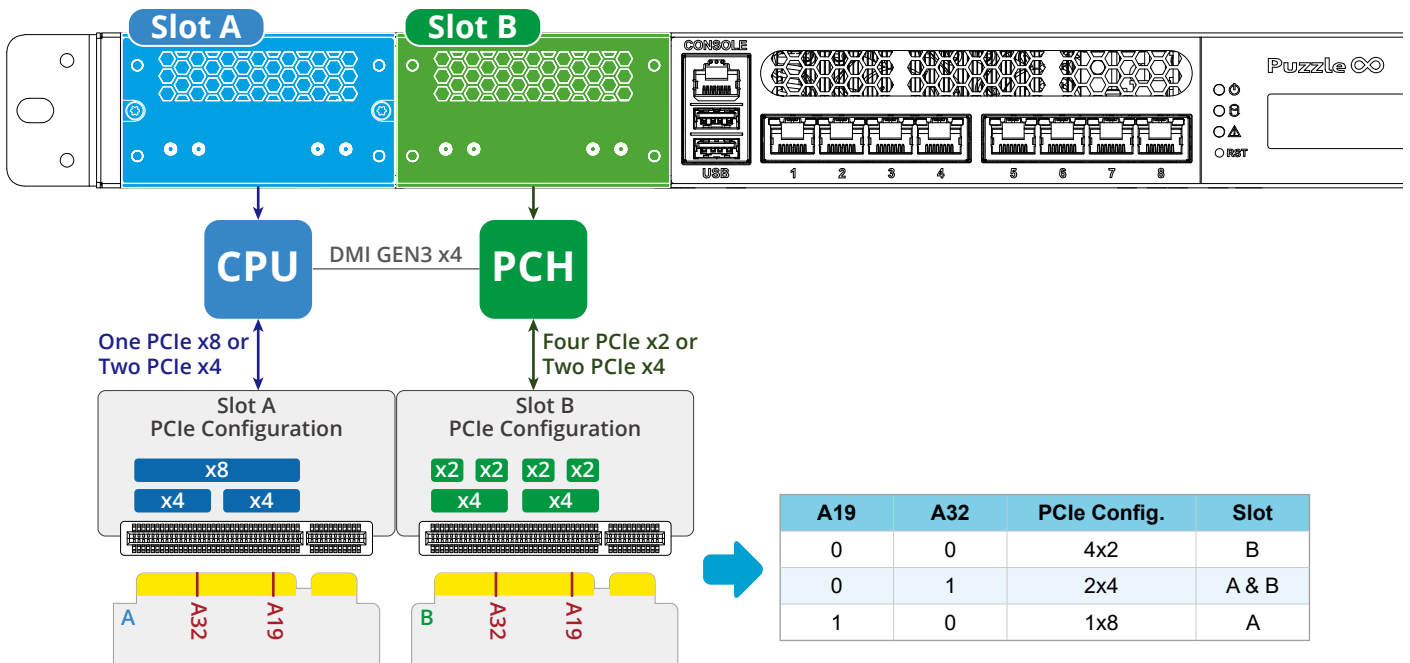 Slot A
Slot B
CONSOLE
USB
1 2 3 4 5 6 7 8
RST
Puzzle
CPU
DMI GEN3 x4
PCH
One PCIe x8 or
Two PCIe x4
Four PCIe x2 or
Two PCIe x4
Slot A
PCIe Configuration
x8
x4 x4
Slot B
PCIe Configuration
x2 x2 x2 x2
x4 x4
A
A32
A19
B
A32
A19
A19 A32 PCIe Config. Slot
0 0 4x2 B
0 1 2x4 A & B
1 0 1x8 A